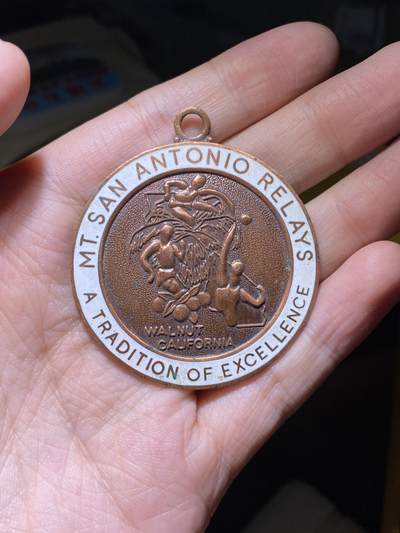 MT. SAN ANTONIO RELAYS
WALNUT
CALIFORNIA
A TRADITION OF EXCELLENCE